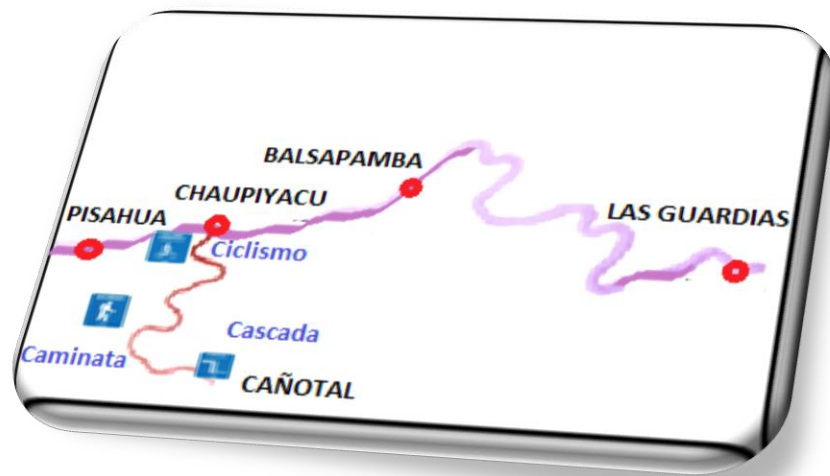 BALSAPAMBA
CHAUPIYACU
PISAHUA
LAS GUARDIAS
Ciclismo
Cascada
Caminata
CAÑOTAL